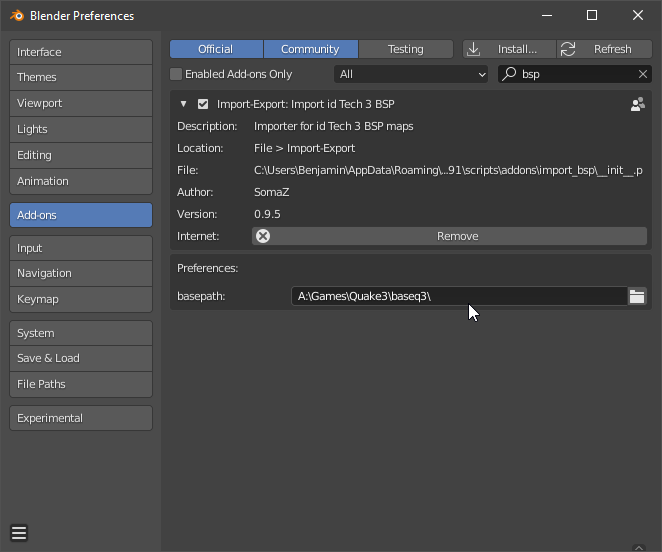 Blender Preferences
Interface
Themes
Viewport
Lights
Editing
Animation
Add-ons
Input
Navigation
Keymap
System
Save & Load
File Paths
Experimental
Official Community Testing Install... Refresh
Enabled Add-ons Only All bsp
Import-Export: Import id Tech 3 BSP
Description: Importer for id Tech 3 BSP maps
Location: File > Import-Export
File: C:\Users\Benjamin\AppData\Roaming\..91\scripts\addons\import_bsp\__init__.p
Author: SomaZ
Version: 0.9.5
Internet: Remove
Preferences:
basepath: A:\Games\Quake3\baseq3\